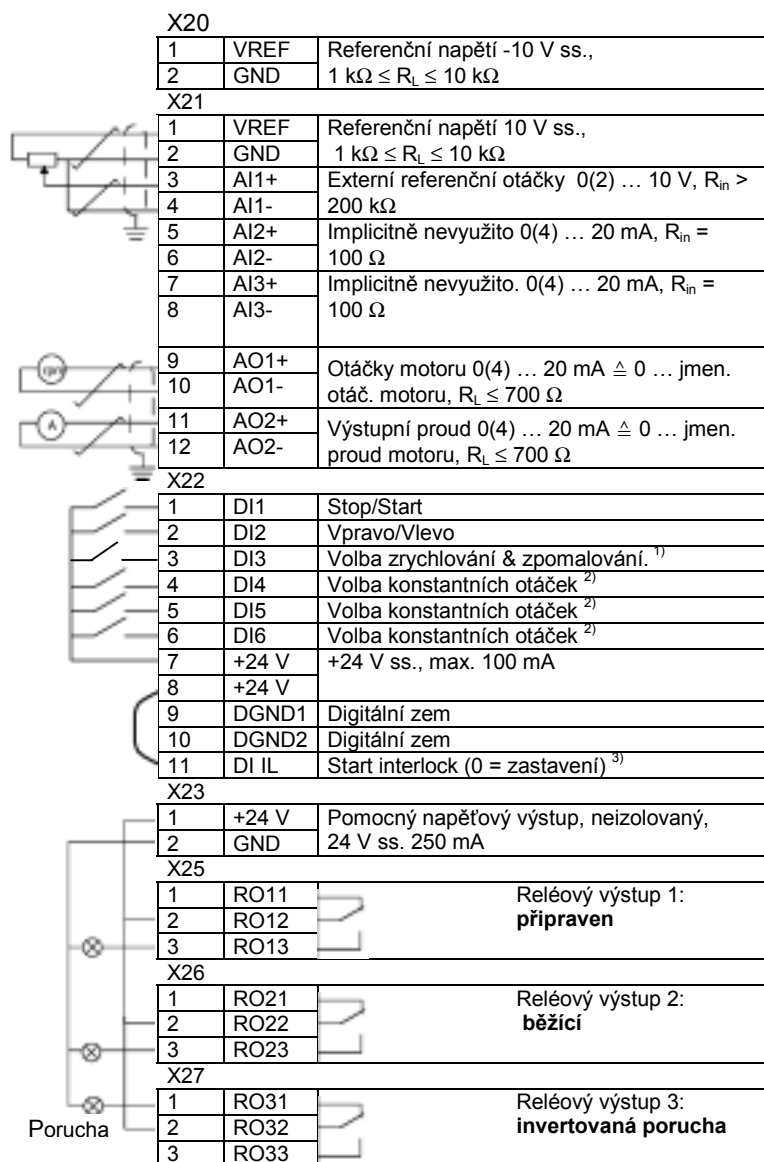 X20
1 VREF Referenční napětí -10 V ss.,
2 GND 1 kΩ ≤ RL ≤ 10 kΩ
X21
1 VREF Referenční napětí 10 V ss.,
2 GND 1 kΩ ≤ RL ≤ 10 kΩ
3 AI1+ Externí referenční otáčky 0(2) … 10 V, Rin >
4 AI1- 200 kΩ
5 AI2+ Implicitně nevyužito 0(4) … 20 mA, Rin =
6 AI2- 100 Ω
7 AI3+ Implicitně nevyužito. 0(4) … 20 mA, Rin =
8 AI3- 100 Ω
9 AO1+ Otáčky motoru 0(4) … 20 mA ≙ 0 … jmen.
10 AO1- otáč. motoru, RL ≤ 700 Ω
11 AO2+ Výstupní proud 0(4) … 20 mA ≙ 0 … jmen.
A
12 AO2- proud motoru, RL ≤ 700 Ω
X22
1 DI1 Stop/Start
2 DI2 Vpravo/Vlevo
3 DI3 Volba zrychlování & zpomalování. 1)
4 DI4 Volba konstantních otáček 2)
5 DI5 Volba konstantních otáček 2)
6 DI6 Volba konstantních otáček 2)
7 +24 V +24 V ss., max. 100 mA
8 +24 V
9 DGND1 Digitální zem
10 DGND2 Digitální zem
11 DI IL Start interlock (0 = zastavení) 3)
X23
1 +24 V Pomocný napěťový výstup, neizolovaný,
2 GND 24 V ss. 250 mA
X25
1 RO11 Reléový výstup 1:
2 RO12 připraven
3 RO13
X26
1 RO21 Reléový výstup 2:
2 RO22 běžící
3 RO23
X27
1 RO31 Reléový výstup 3:
Porucha 2 RO32 invertovaná porucha
3 RO33